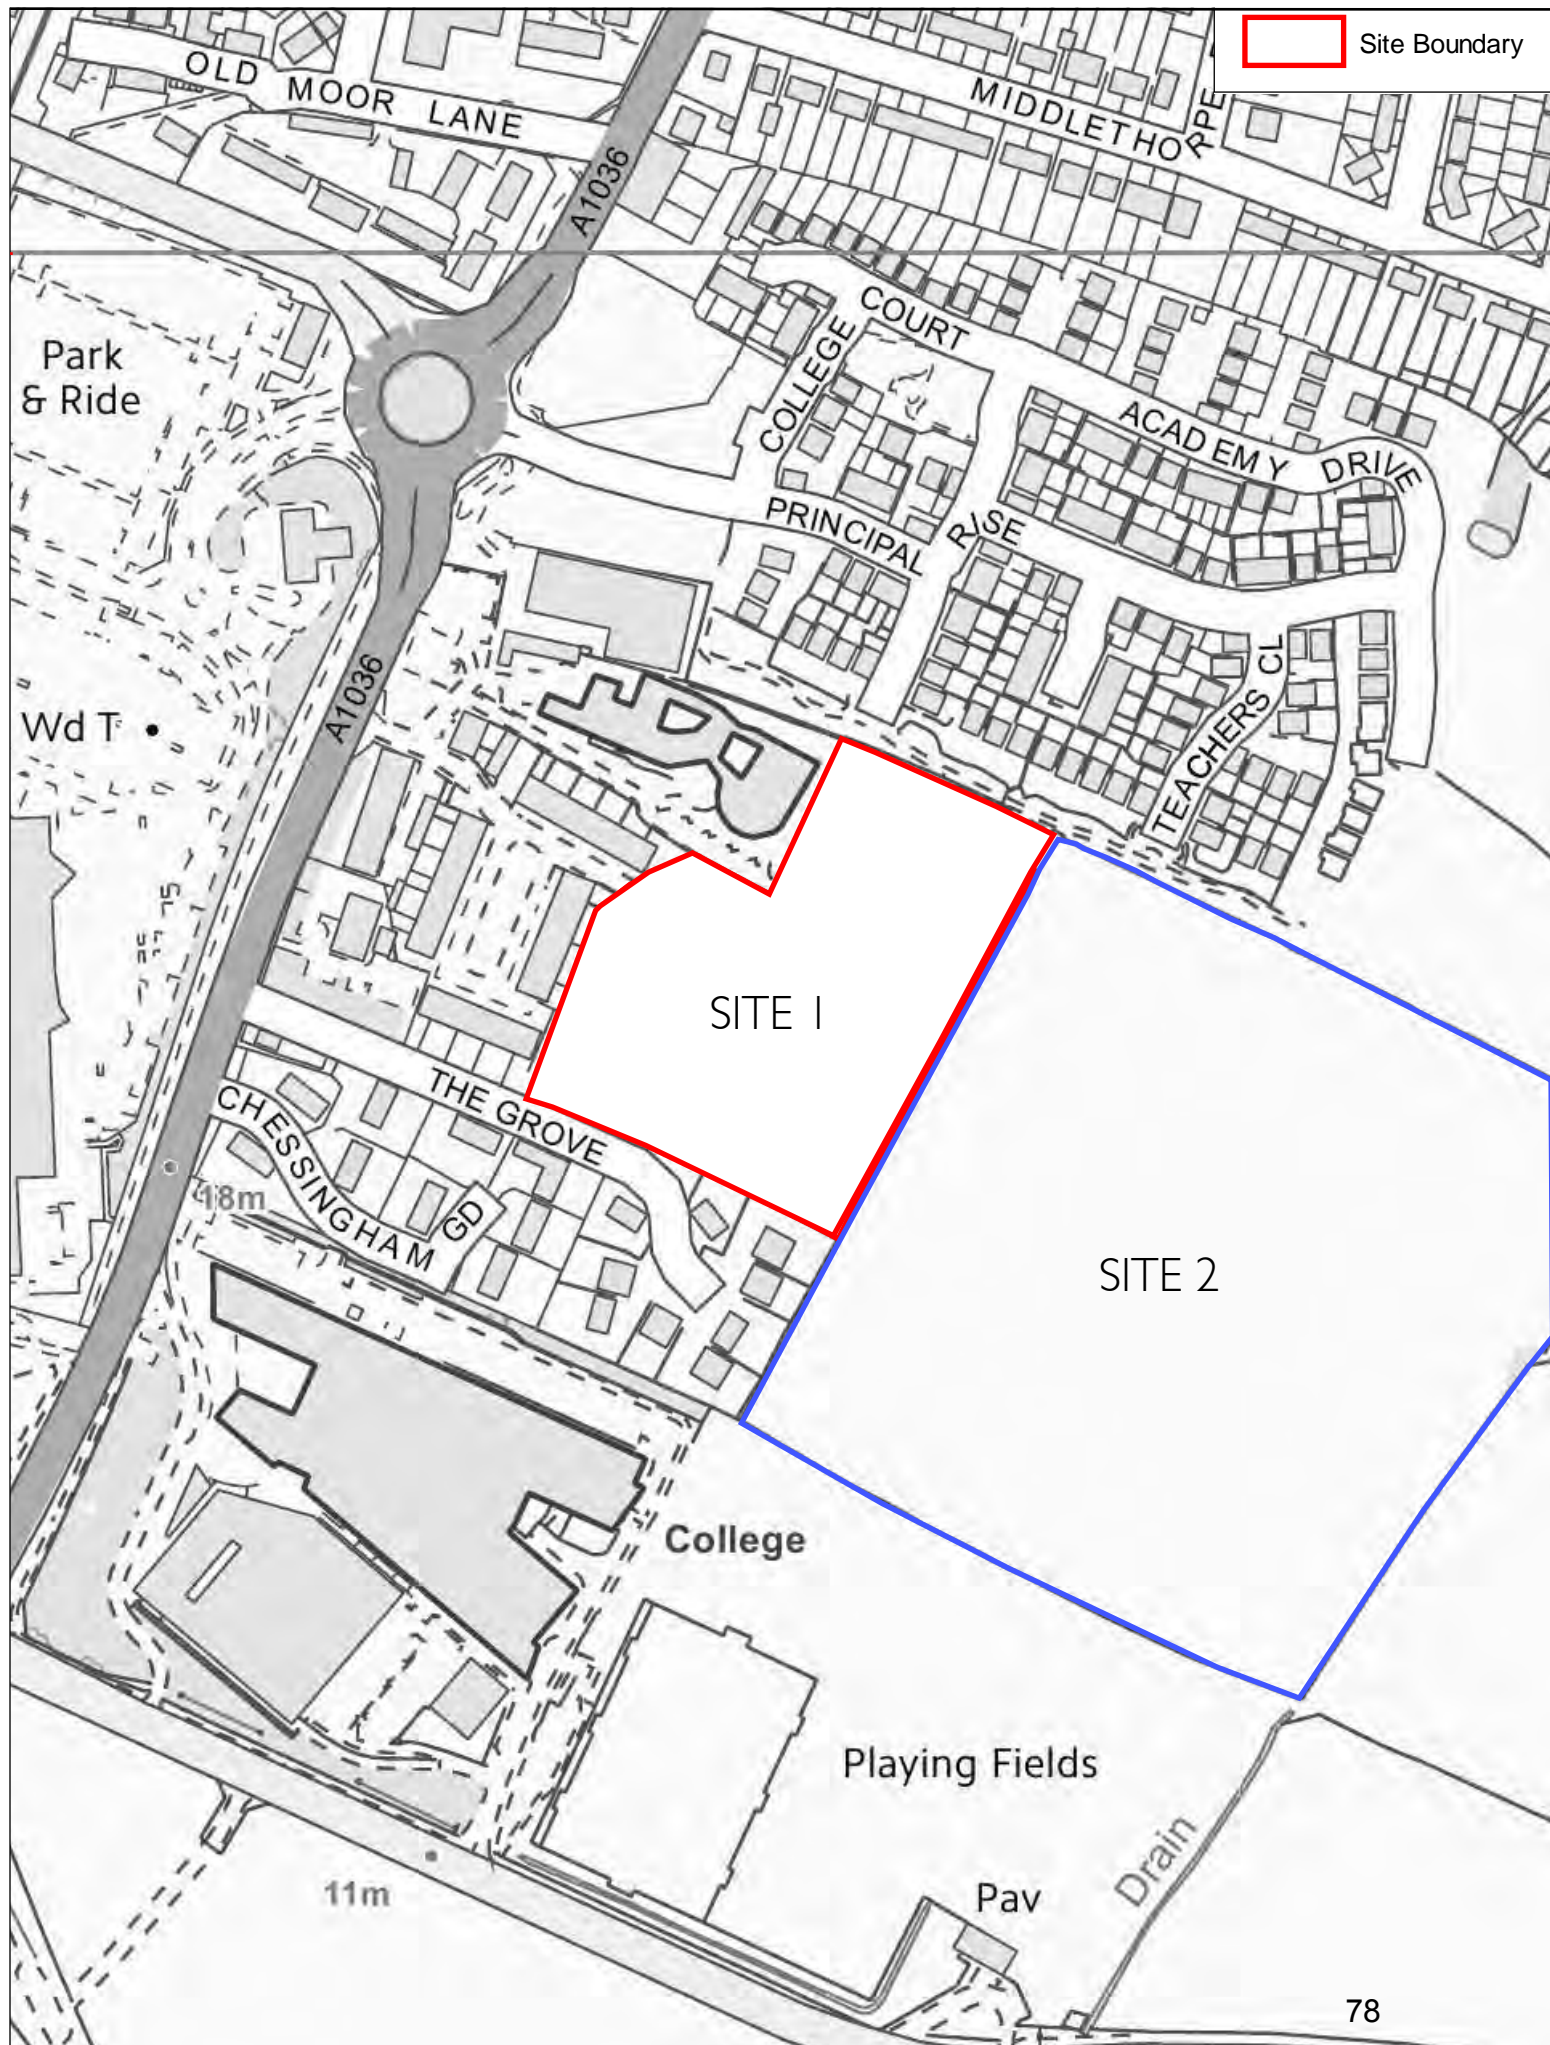 Site Boundary
OLD MOOR LANE
MIDDLETHORPE
A1036
Park
& Ride
COLLEGE COURT
ACADEMY DRIVE
PRINCIPAL RISE
TEACHERS CL
A1036
Wd T
SITE 1
THE GROVE
CHESSINGHAM GD
18m
SITE 2
College
Playing Fields
Drain
Pav
11m
78